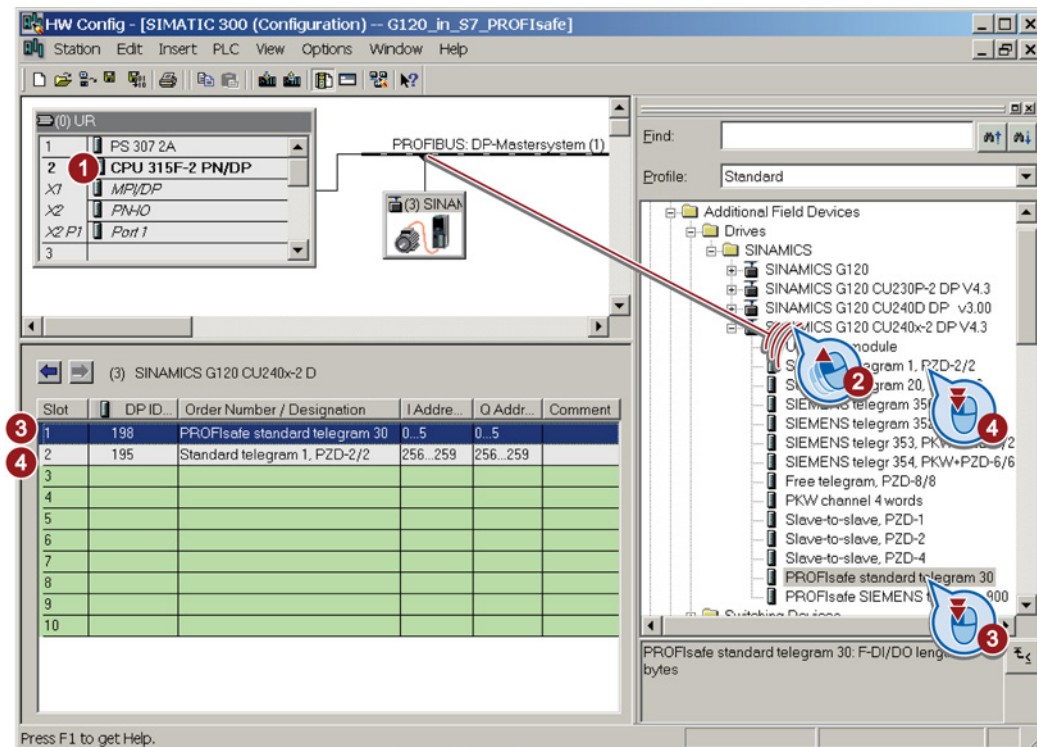 HW Config - [SIMATIC 300 (Configuration) -- G120_in_S7_PROFIsafe]
Station Edit Insert PLC View Options Window Help
(0) UR
1 PS 307 2A
2 CPU 315F-2 PN/DP
X1 MPI/DP
X2 PN-IO
X2 P1 Port 1
3
1
PROFIBUS: DP-Mastersystem (1)
(3) SINAM
(3) SINAMICS G120 CU240x-2 D
Slot DP ID... Order Number / Designation I Addre... Q Addr... Comment
3
1 198 PROFIsafe standard telegram 30 0...5 0...5
4
2 195 Standard telegram 1, PZD-2/2 256...259 256...259
3
4
5
6
7
8
9
10
Find:
Profile: Standard
Additional Field Devices
Drives
SINAMICS
SINAMICS G120
SINAMICS G120 CU230P-2 DP V4.3
SINAMICS G120 CU240D DP v3.00
SINAMICS G120 CU240x-2 DP V4.3
module
telegram 1, PZD-2/2
gram 20,
SIEMENS telegram
SIEMENS telegram
SIEMENS telegr 353,
SIEMENS telegr 354, PKW+PZD-6/6
Free telegram, PZD-8/8
PKW channel 4 words
Slave-to-slave, PZD-1
Slave-to-slave, PZD-2
Slave-to-slave, PZD-4
PROFIsafe standard telegram 30
PROFIsafe SIEMENS 900
2
4
3
PROFIsafe standard telegram 30: F-DI/DO
bytes
Press F1 to get Help.